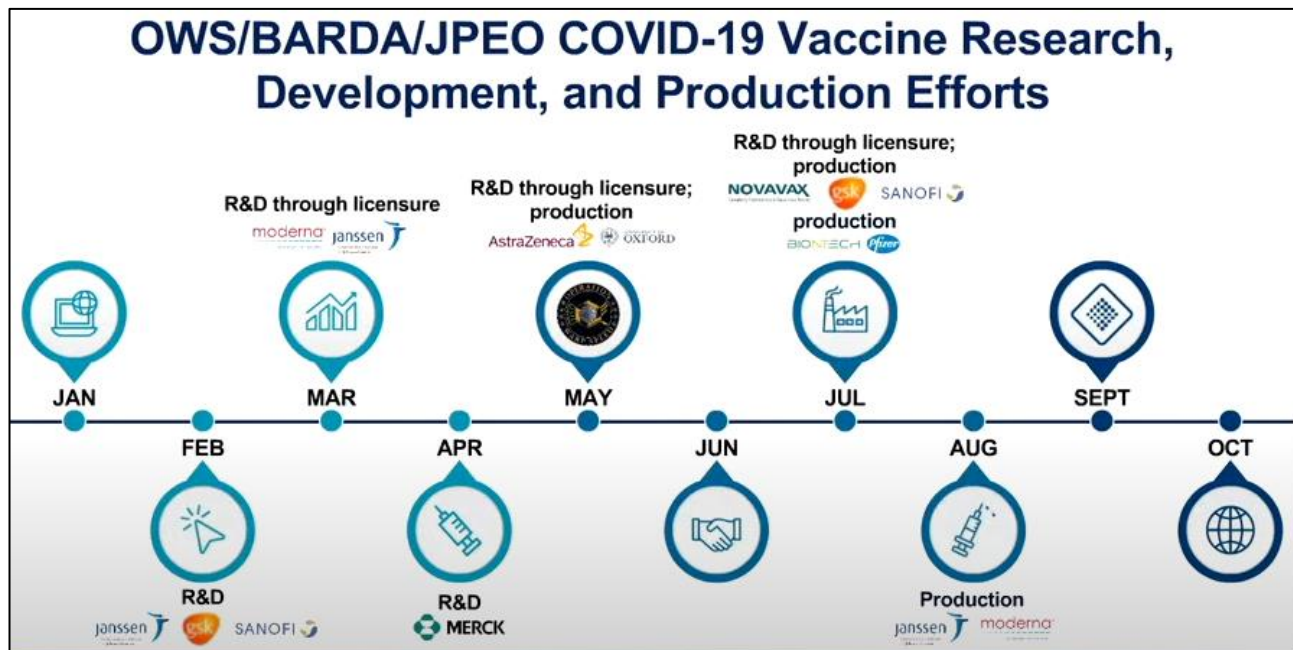 OWS/BARDA/JPEO COVID-19 Vaccine Research,
Development, and Production Efforts
R&D through licensure
moderna
janssen
R&D through licensure;
production
AstraZeneca
OXFORD
R&D through licensure;
production
NOVAVAX
gsk
SANOFI
production
BIONTECH
Pfizer
JAN
MAR
MAY
JUL
SEPT
FEB
APR
JUN
AUG
OCT
R&D
janssen
gsk
SANOFI
R&D
MERCK
Production
janssen
moderna